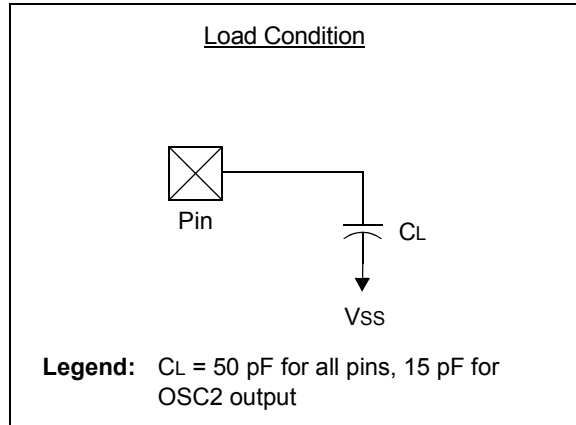 Load Condition
Pin
CL
VSS
Legend: CL = 50 pF for all pins, 15 pF for
OSC2 output